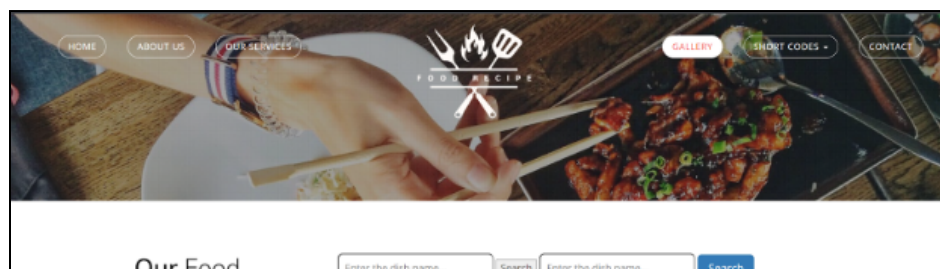 HOME ABOUT US OUR SERVICES GALLERY SHORT CODES CONTACT
FOOD RECIPE
Our Food Enter the dish name Search Enter the dish name Search